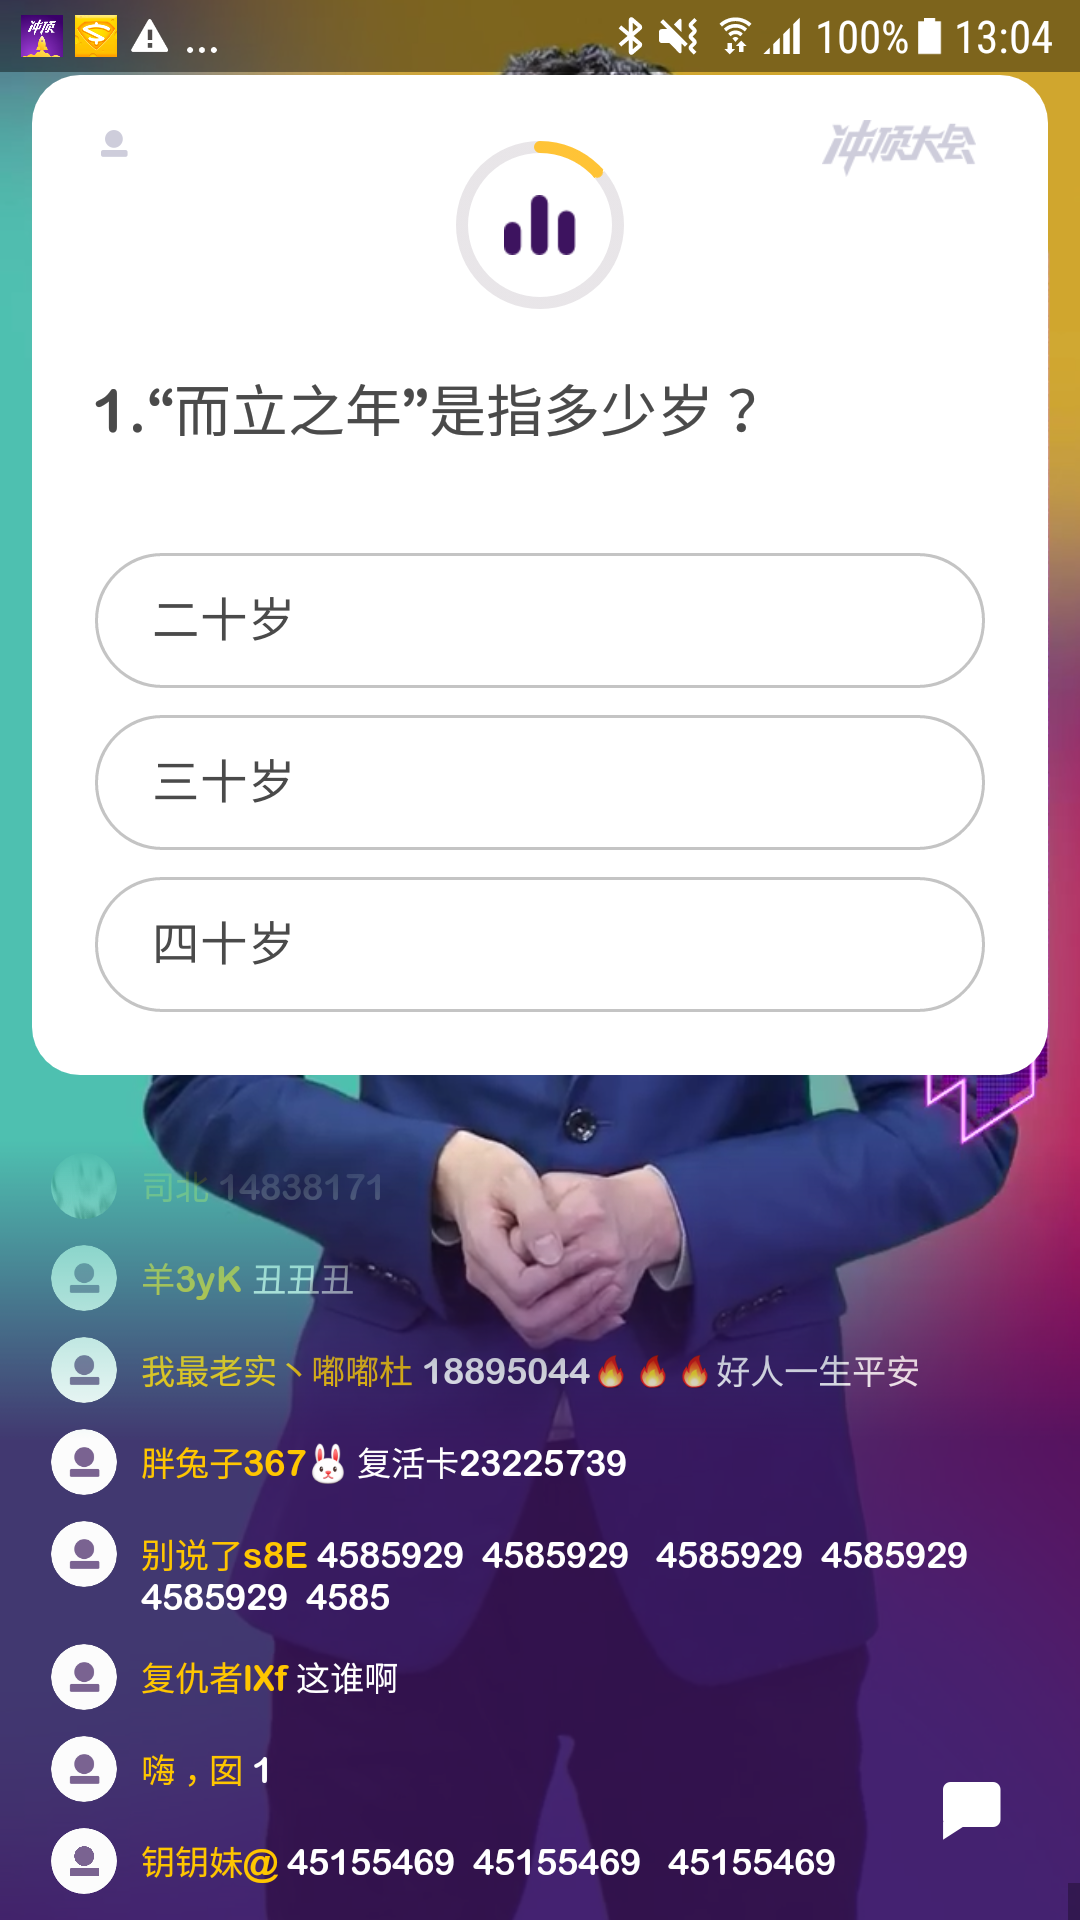 冲顶
... 100% 13:04
冲顶大会
1.“而立之年”是指多少岁？
二十岁
三十岁
四十岁
司北 14838171
羊3yK 丑丑丑
我最老实丶嘟嘟杜 18895044🔥🔥🔥好人一生平安
胖兔子367🐰 复活卡23225739
别说了s8E 4585929 4585929 4585929 4585929
4585929 4585
复仇者lXf 这谁啊
嗨，囡 1
钥钥妹@ 45155469 45155469 45155469